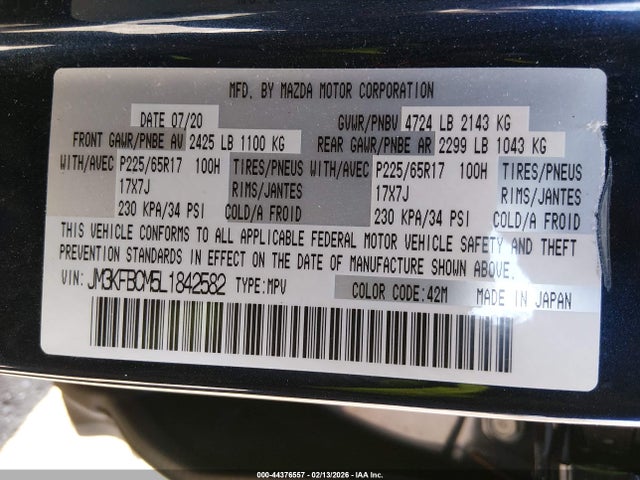 MFD. BY MAZDA MOTOR CORPORATION
DATE 07/20 GVWR/PNBV 4724 LB 2143 KG
FRONT GAWR/PNBE AV 2425 LB 1100 KG REAR GAWR/PNBE AR 2299 LB 1043 KG
WITH/AVEC P225/65R17 100H TIRES/PNEUS WITH/AVEC P225/65R17 100H TIRES/PNEUS
17X7J RIMS/JANTES 17X7J RIMS/JANTES
230 KPA/34 PSI COLD/A FROID 230 KPA/34 PSI COLD/A FROID
THIS VEHICLE CONFORMS TO ALL APPLICABLE FEDERAL MOTOR VEHICLE SAFETY AND THEFT
PREVENTION STANDARDS IN EFFECT ON THE DATE OF MANUFACTURE SHOWN ABOVE.
VIN: JM3KFBCM5L1842582 TYPE:MPV COLOR CODE:42M MADE IN JAPAN
000-44376557 - 02/13/2026 - IAA Inc.